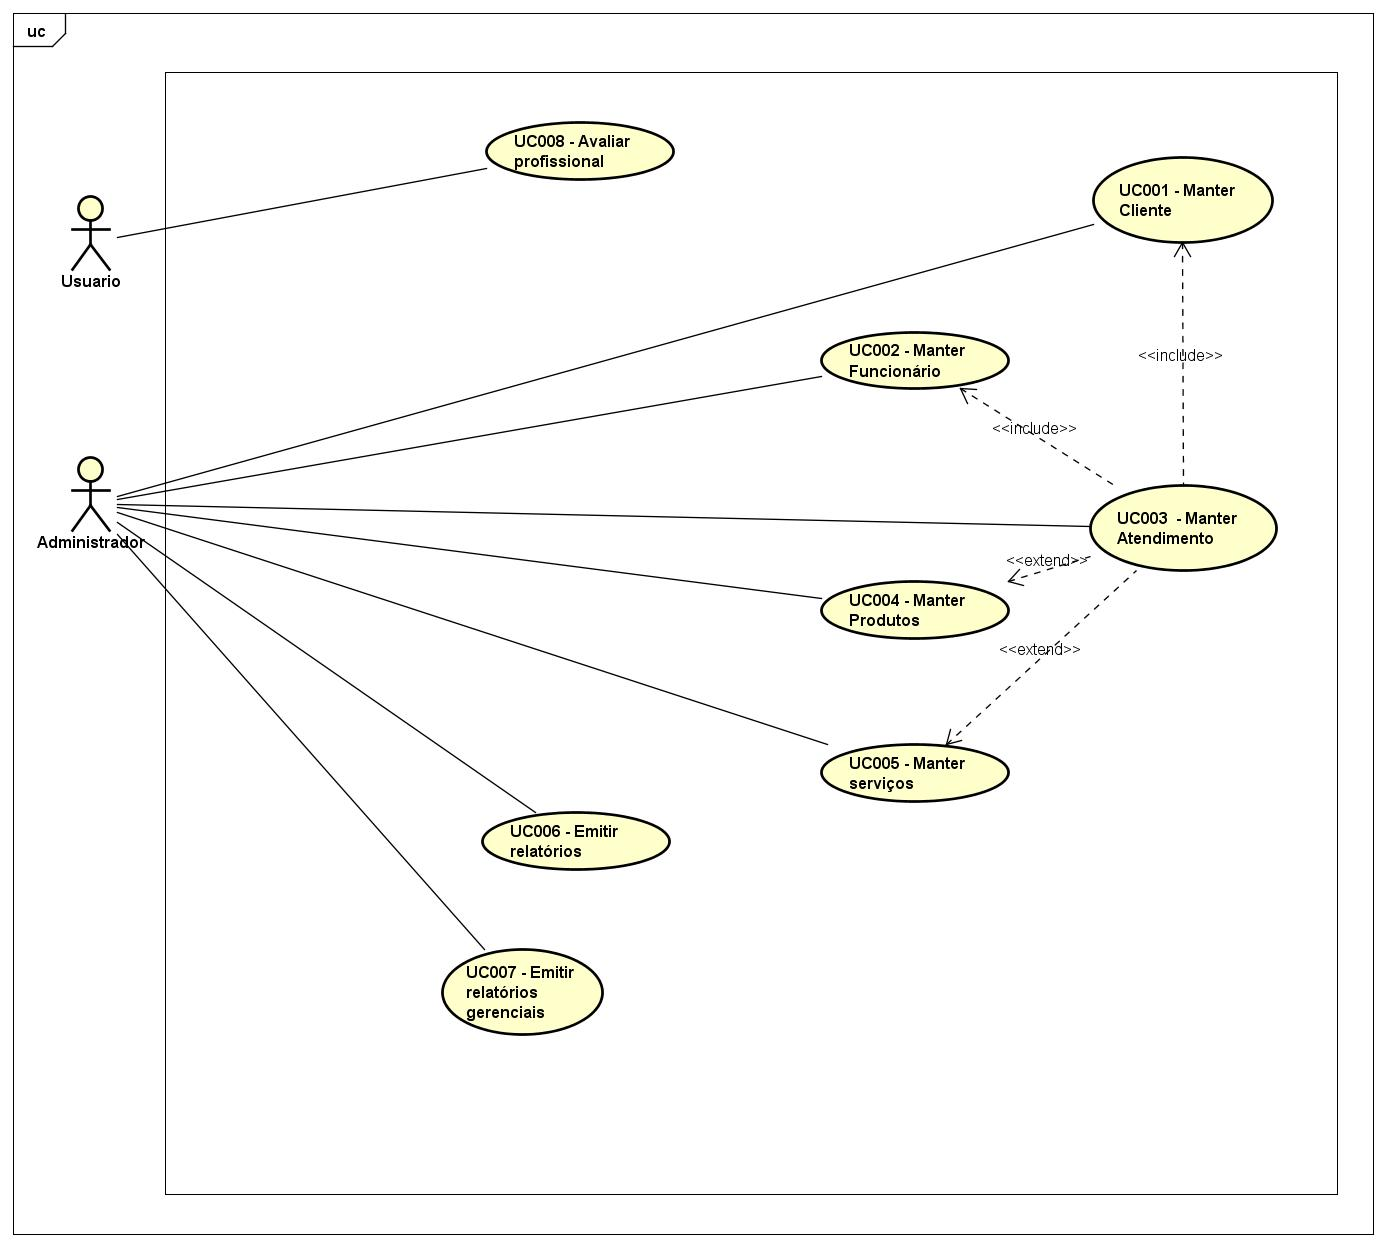 uc
UC008 - Avaliar
profissional
UC001 - Manter
Cliente
Usuario
<<include>>
UC002 - Manter
Funcionário
<<include>>
Administrador
UC003 - Manter
Atendimento
<<extend>>
UC004 - Manter
Produtos
<<extend>>
UC005 - Manter
serviços
UC006 - Emitir
relatórios
UC007 - Emitir
relatórios
gerenciais